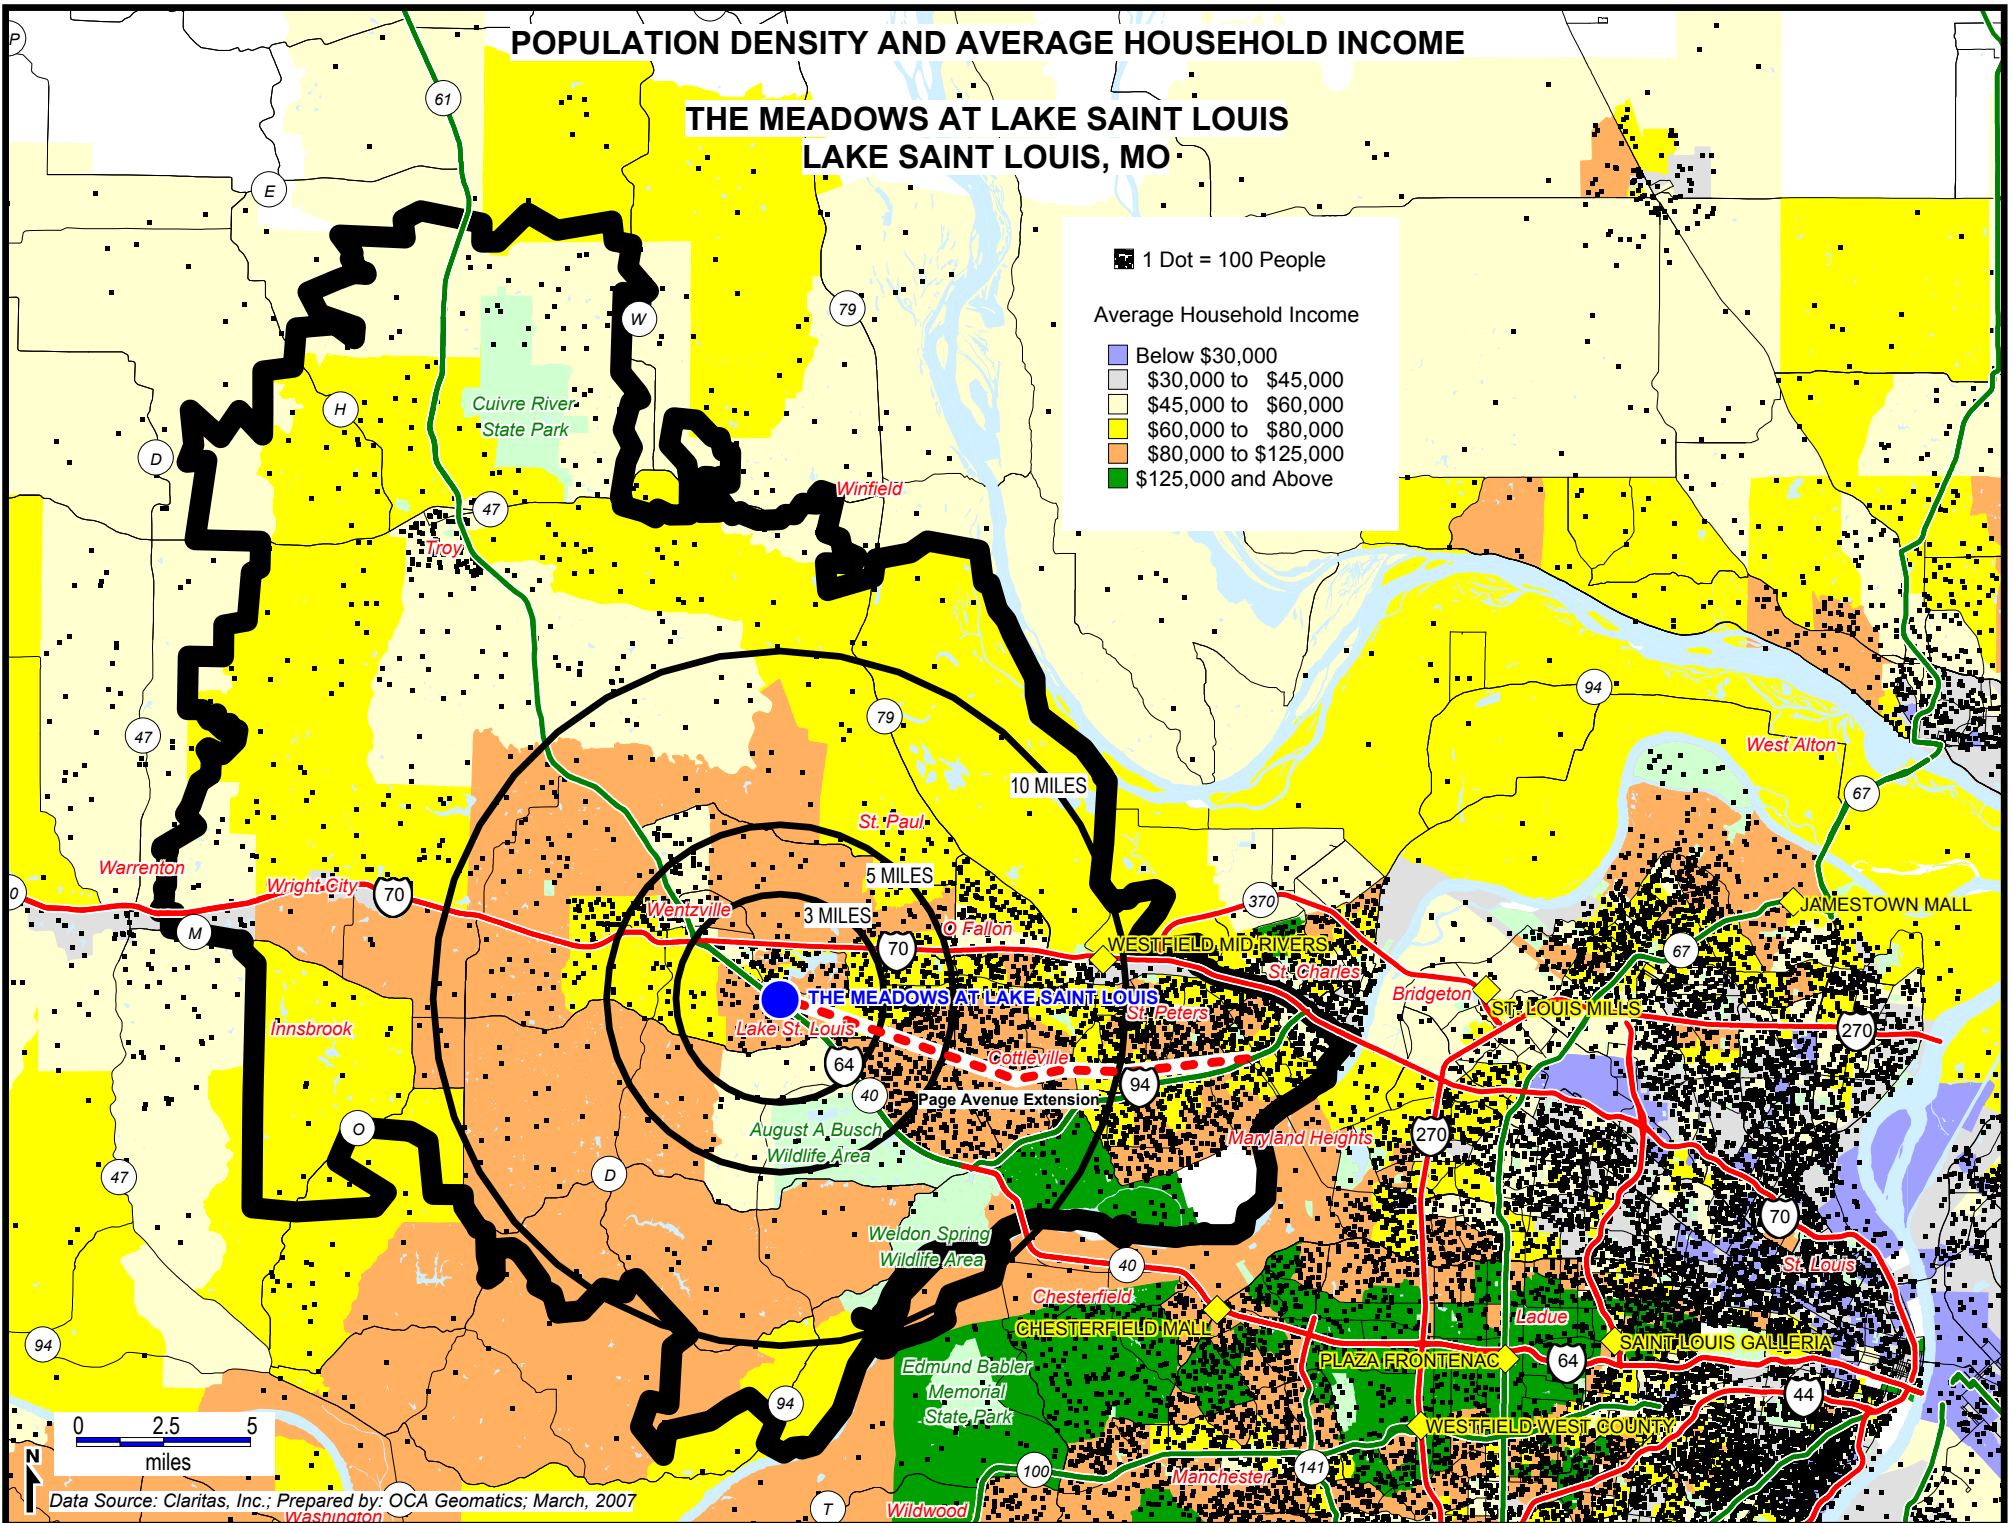 POPULATION DENSITY AND AVERAGE HOUSEHOLD INCOME
THE MEADOWS AT LAKE SAINT LOUIS
LAKE SAINT LOUIS, MO
P
61
E
1 Dot = 100 People
Average Household Income
Below $30,000
$30,000 to $45,000
$45,000 to $60,000
$60,000 to $80,000
$80,000 to $125,000
$125,000 and Above
W
79
H
Cuivre River
State Park
D
Winfield
47
Troy
94
79
47
West Alton
10 MILES
67
St. Paul
Warrenton
5 MILES
Wright City
70
0
Wentzville
3 MILES
370
JAMESTOWN MALL
M
O Fallon
70
WESTFIELD MID RIVERS
67
St. Charles
Bridgeton
THE MEADOWS AT LAKE SAINT LOUIS
ST. LOUIS MILLS
St. Peters
Innsbrook
Lake St. Louis
270
Cottleville
64
94
40
Page Avenue Extension
O
August A Busch
Wildlife Area
Maryland Heights
270
47
D
70
Weldon Spring
Wildlife Area
40
St. Louis
Chesterfield
CHESTERFIELD MALL
Ladue
SAINT LOUIS GALLERIA
94
PLAZA FRONTENAC
64
Edmund Babler
Memorial
State Park
44
94
WESTFIELD WEST COUNTY
0 2.5 5
miles
N
100
Manchester
141
Data Source: Claritas, Inc.; Prepared by: OCA Geomatics; March, 2007
T
Wildwood
Washington